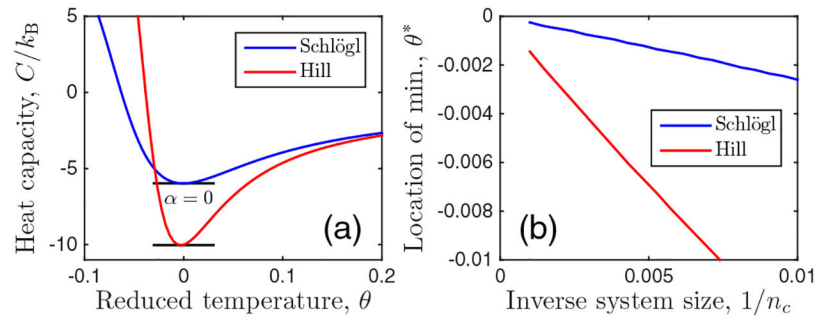 Heat capacity, C/k_B
5
0
-5
-10
Schlögl
Hill
α = 0
(a)
-0.1
0
0.1
0.2
Reduced temperature, θ
Location of min., θ*
0
-0.002
-0.004
-0.006
-0.008
-0.01
Schlögl
Hill
(b)
0
0.005
0.01
Inverse system size, 1/n_c